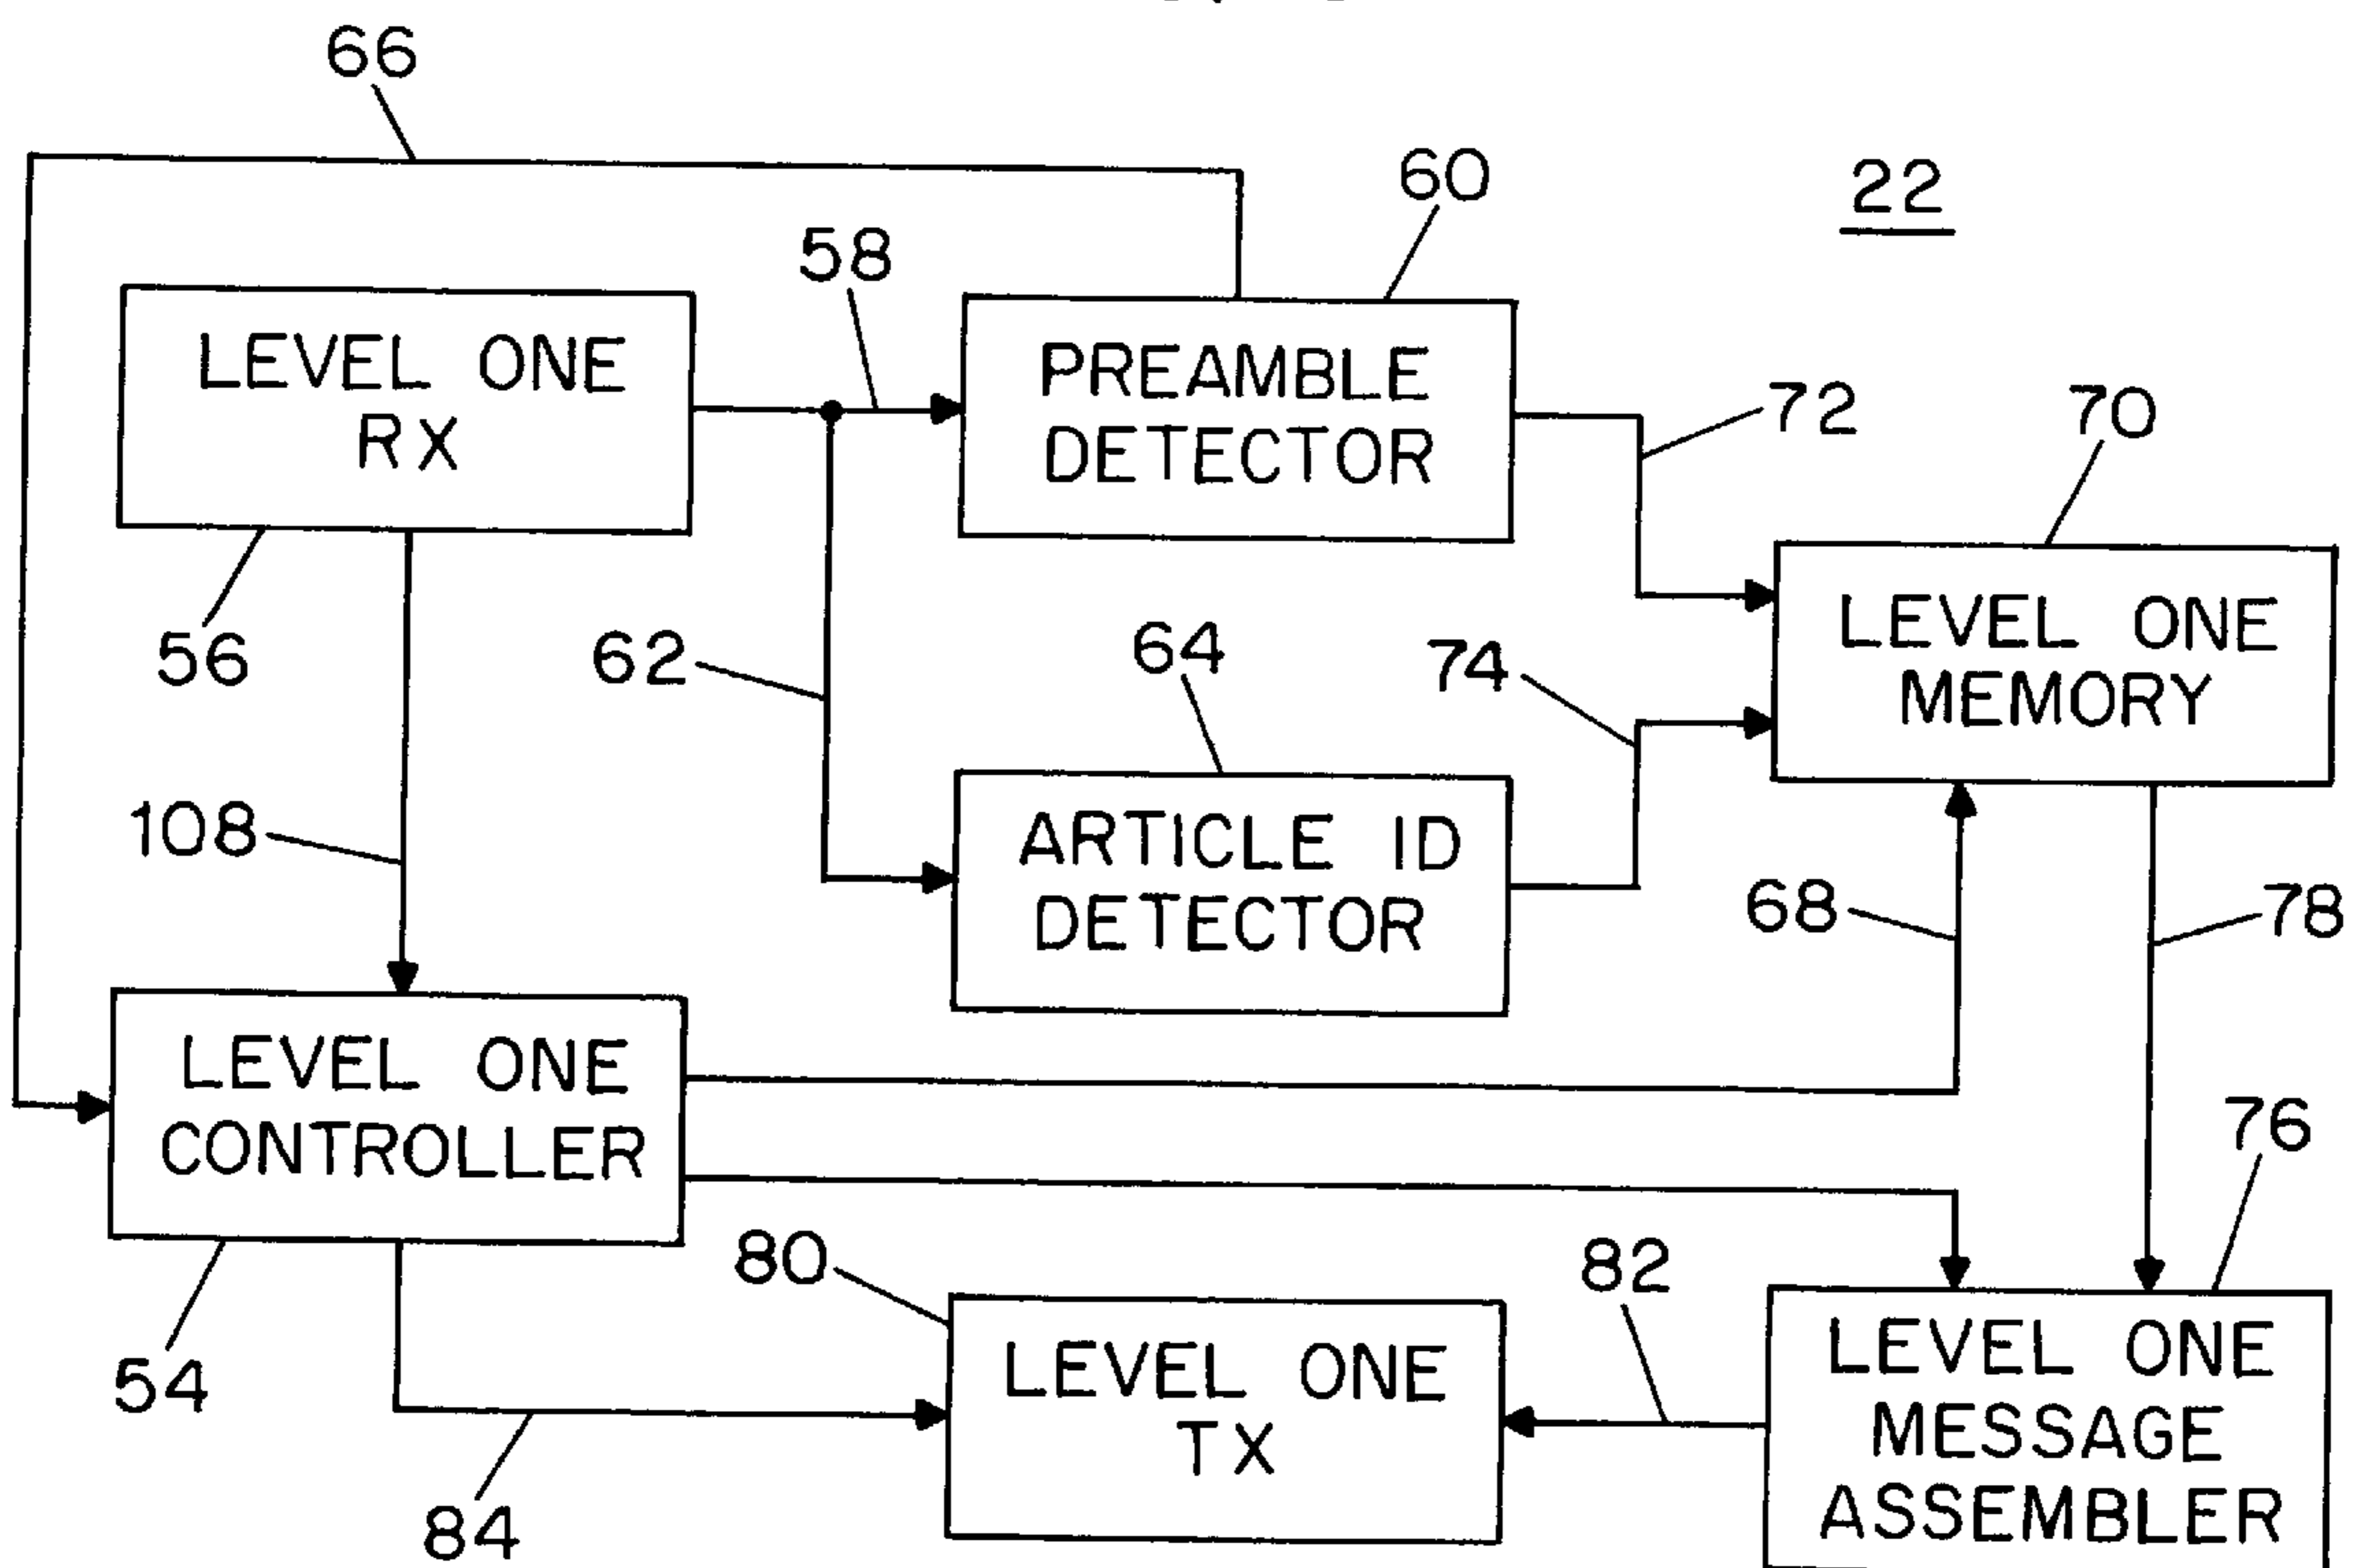 66
60
22
58
LEVEL ONE
RX
PREAMBLE
DETECTOR
72
70
56
62
64
74
LEVEL ONE
MEMORY
108
ARTICLE ID
DETECTOR
68
78
LEVEL ONE
CONTROLLER
76
54
80
82
LEVEL ONE
TX
LEVEL ONE
MESSAGE
ASSEMBLER
84